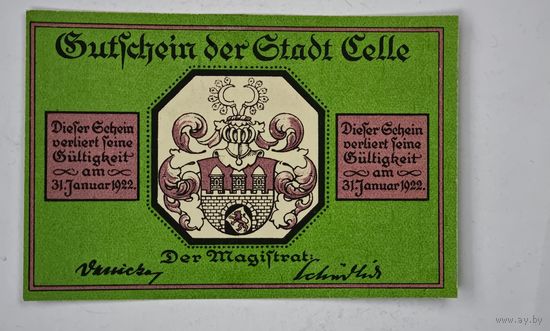 Gutschein der Stadt Celle
Dieser Schein
verliert seine
Gültigkeit
am
31. Januar 1922.
Dieser Schein
verliert seine
Gültigkeit
am
31. Januar 1922.
Der Magistrat:
www.ay.by